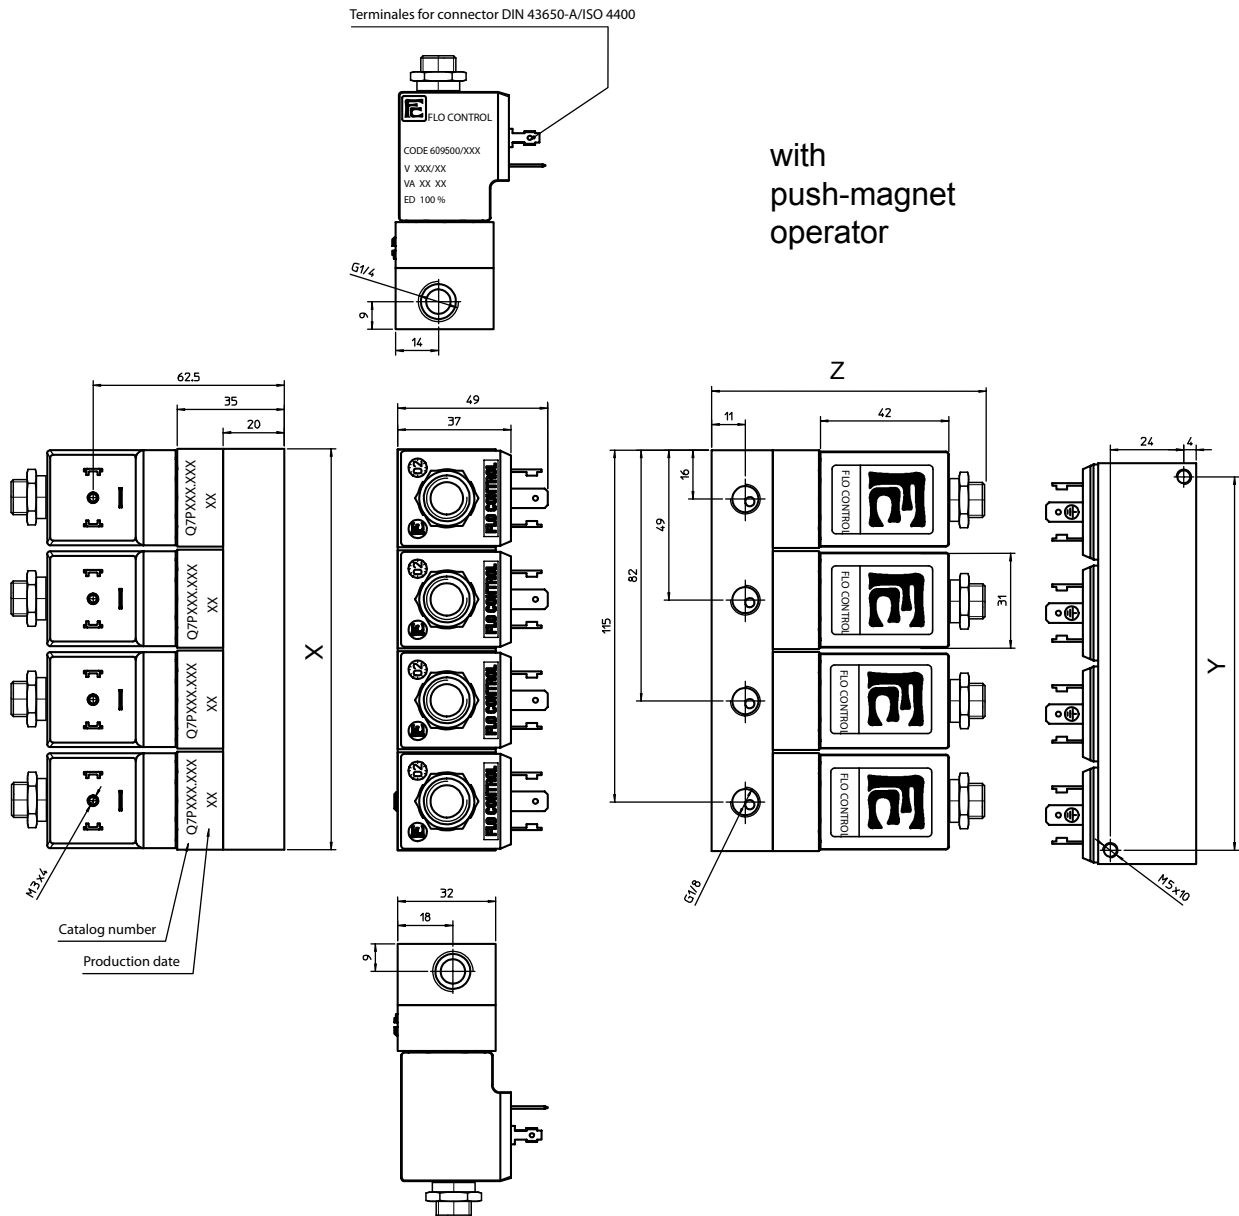 Terminales for connector DIN 43650-A/ISO 4400
FLO CONTROL
CODE 609500/XXX
V XXX/XX
VA XX XX
ED 100 %
with
push-magnet
operator
G1/4
9
14
62.5
35
20
Q7PXXX.XXX
XX
Q7PXXX.XXX
XX
Q7PXXX.XXX
XX
Q7PXXX.XXX
XX
X
M3x4
Catalog number
Production date
49
37
02
FLO CONTROL
02
FLO CONTROL
02
FLO CONTROL
02
FLO CONTROL
Z
11
42
16
49
82
115
31
FLO CONTROL
FLO CONTROL
FLO CONTROL
FLO CONTROL
G1/8
24
4
Y
M5x10
32
18
9